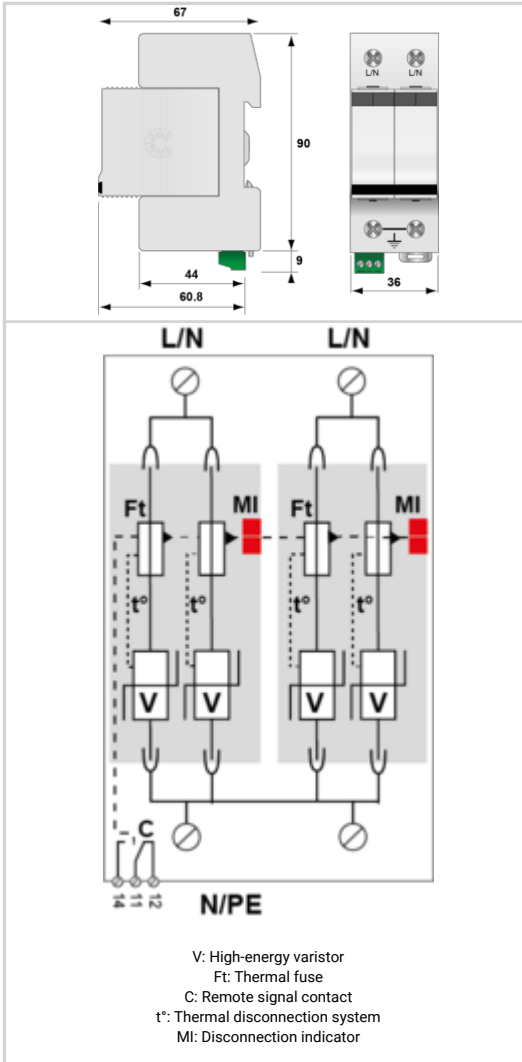 67
L/N L/N
90
9
44
36
60.8
L/N L/N
Ft MI Ft MI
t° t° t° t°
V V V V
C
14 11 12
N/PE
V: High-energy varistor
Ft: Thermal fuse
C: Remote signal contact
t°: Thermal disconnection system
MI: Disconnection indicator